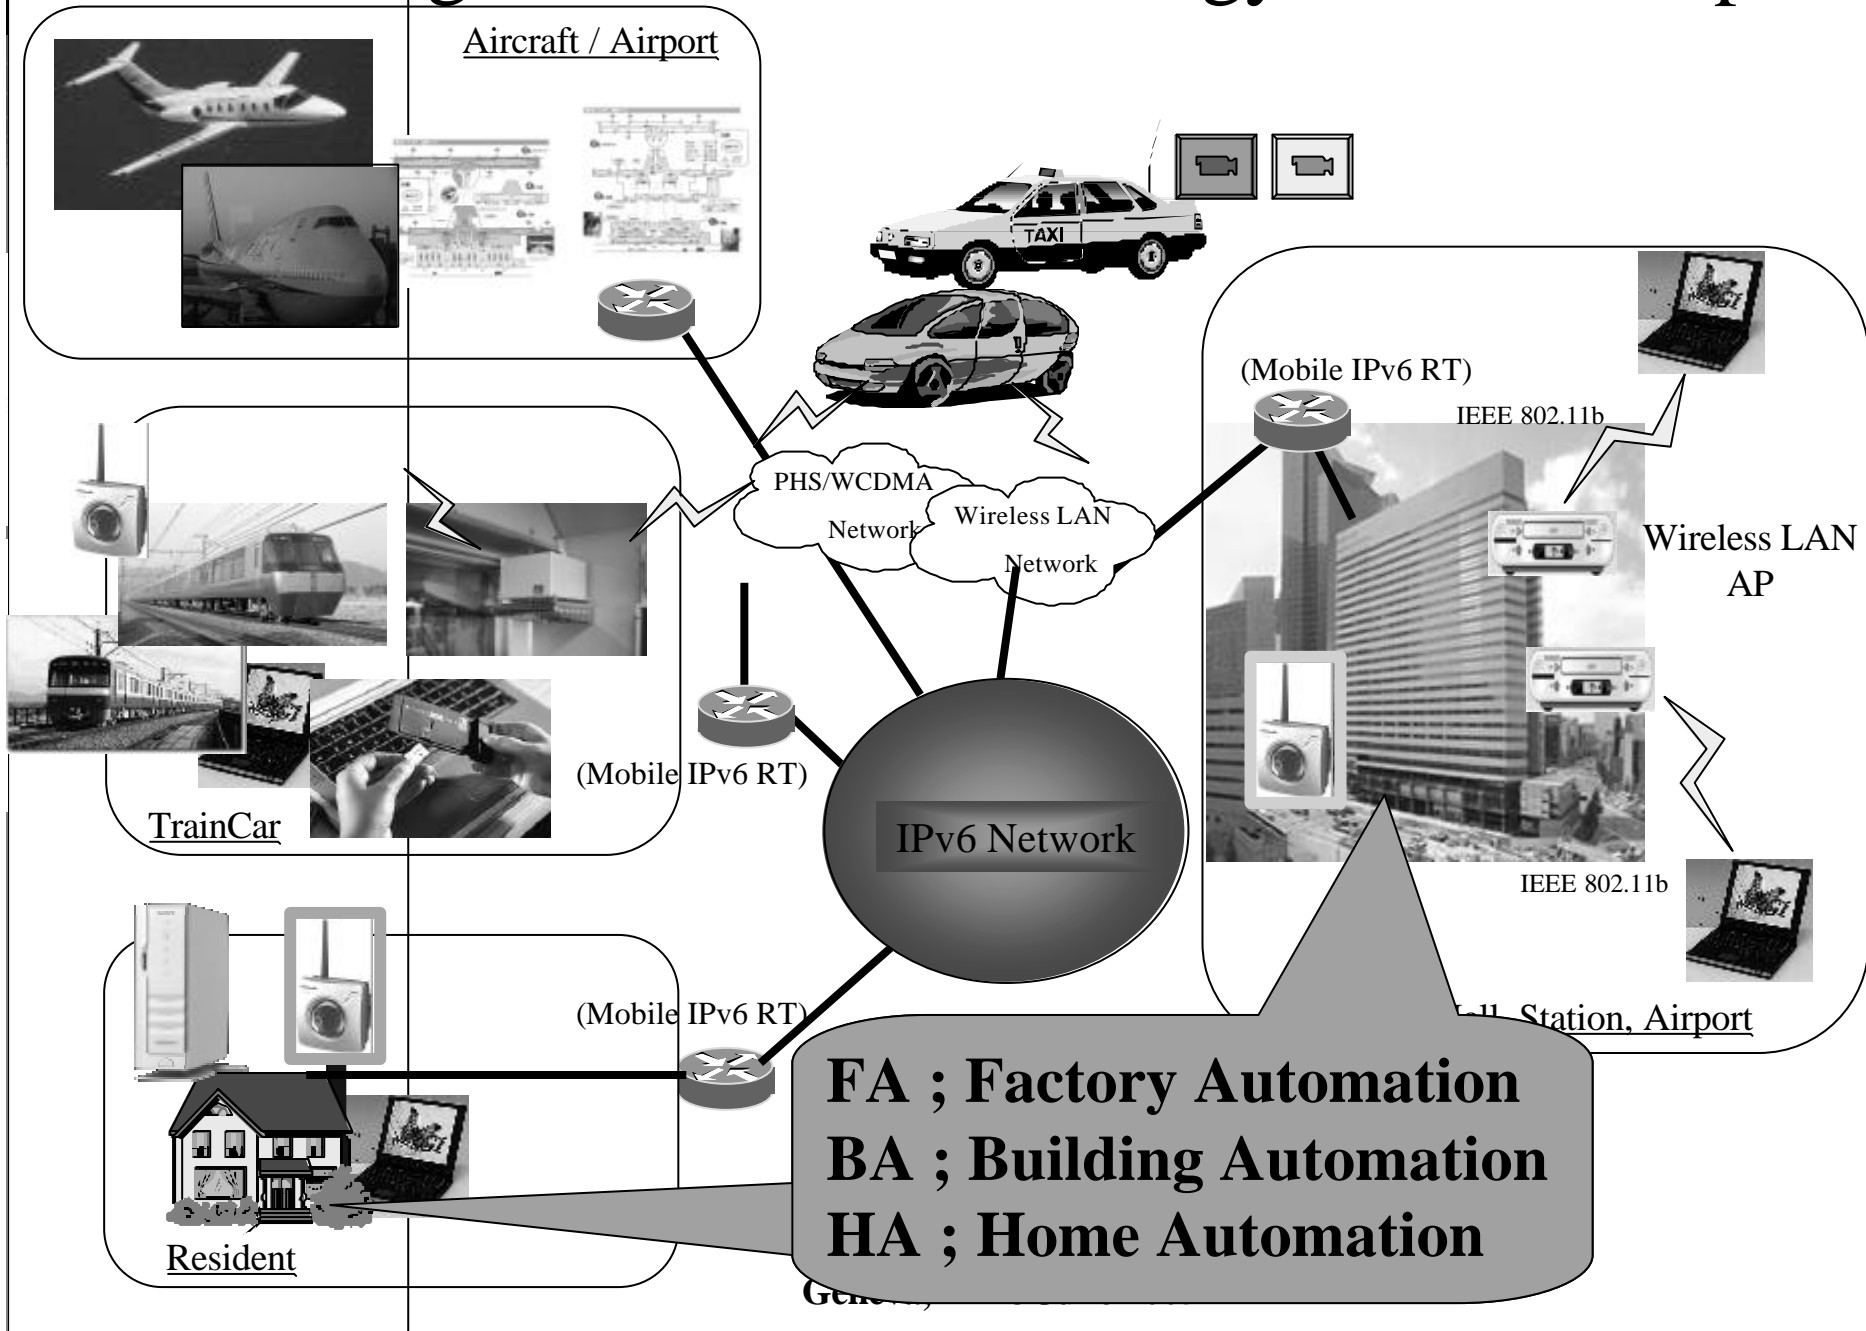 Aircraft / Airport
TAXI
(Mobile IPv6 RT)
IEEE 802.11b
PHS/WCDMA
Network
Wireless LAN
Network
Wireless LAN
AP
(Mobile IPv6 RT)
TrainCar
IPv6 Network
IEEE 802.11b
(Mobile IPv6 RT)
Station, Airport
FA ; Factory Automation
BA ; Building Automation
HA ; Home Automation
Resident